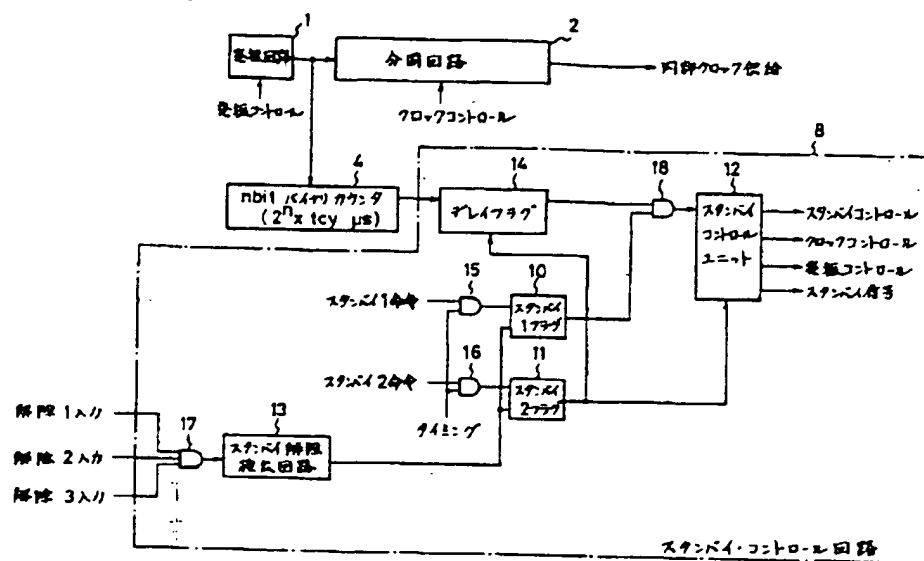 1
2
発振回路
分周回路
内部クロック供給
発振コントロール
クロックコントロール
8
4
14
18
12
nbit バイナリカウンタ
(2ⁿx tcy μs)
ディレイフラグ
スタンバイ
コントロール
ユニット
スタンバイコントロール
クロックコントロール
発振コントロール
スタンバイ信号
15
10
スタンバイ1命令
スタンバイ
1フラグ
16
11
スタンバイ2命令
スタンバイ
2フラグ
タイミング
解除 1入力
17
13
解除 2入力
スタンバイ解除
検出回路
解除 3入力
スタンバイ・コントロール回路